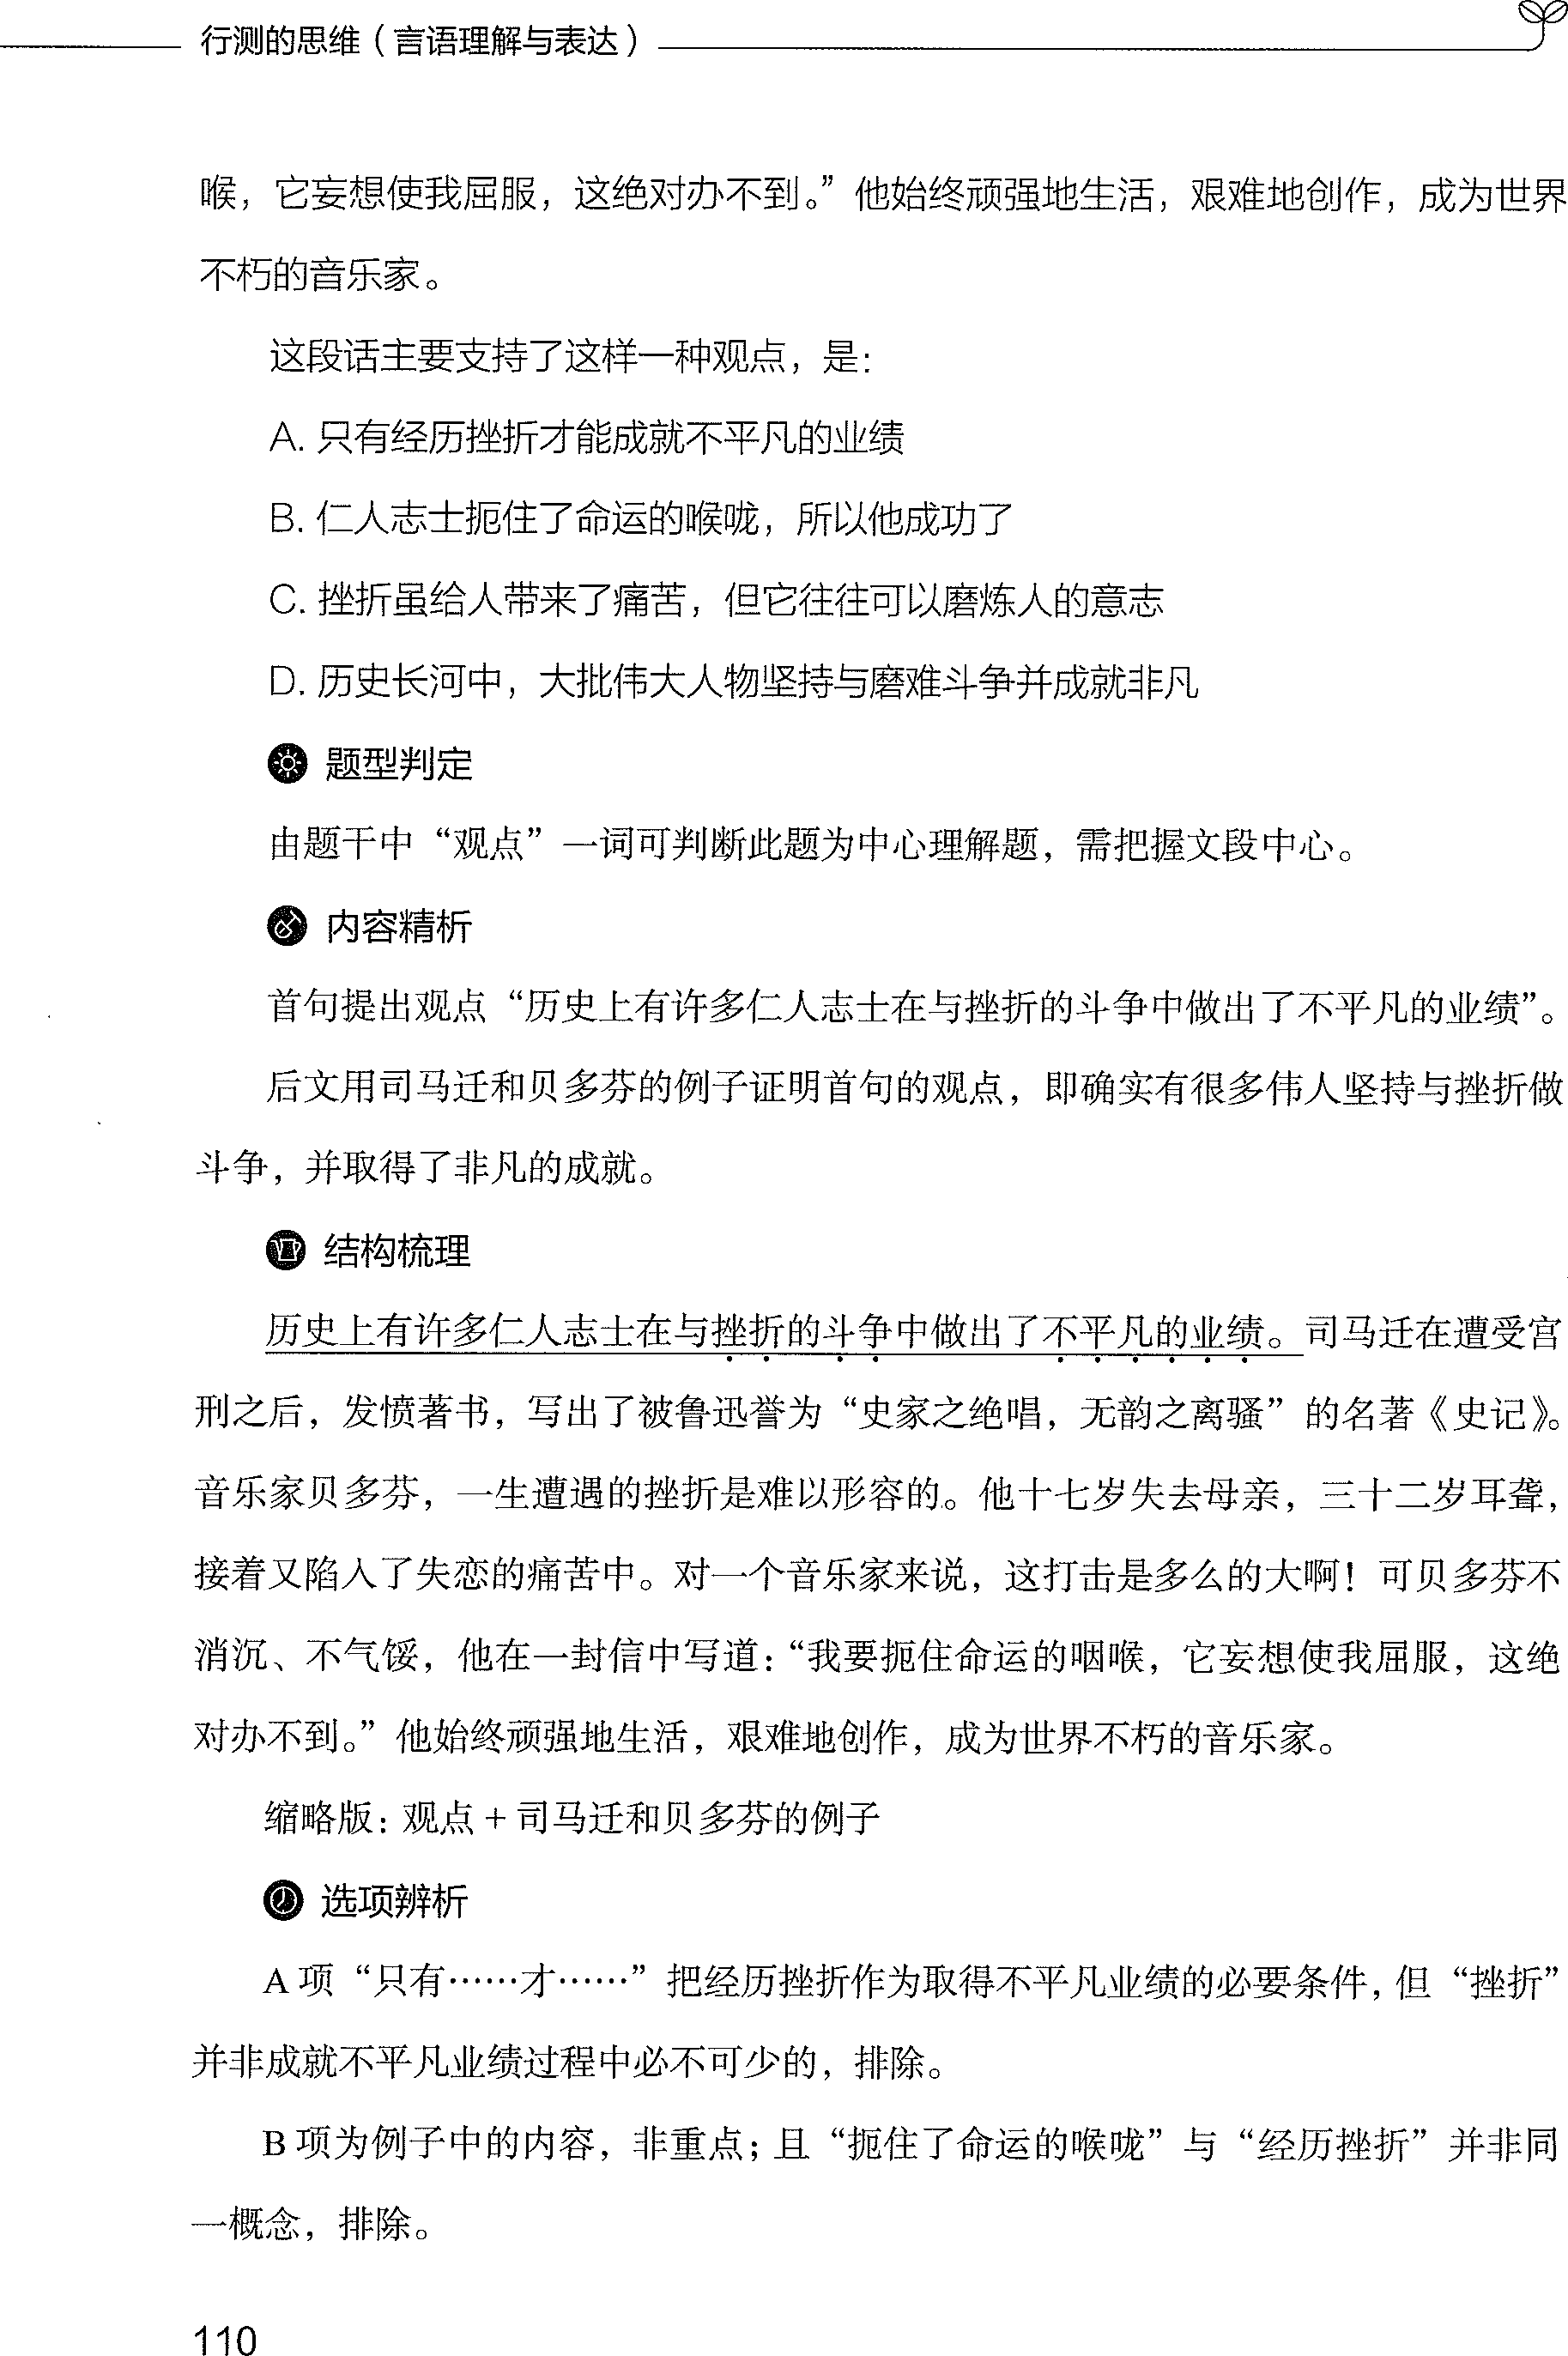 行测的思维（言语理解与表达）
喉，它妄想使我屈服，这绝对办不到。”他始终顽强地生活，艰难地创作，成为世界
不朽的音乐家。
这段话主要支持了这样一种观点，是：
A. 只有经历挫折才能成就不平凡的业绩
B. 仁人志士扼住了命运的喉咙，所以他成功了
C. 挫折虽给人带来了痛苦，但它往往可以磨炼人的意志
D. 历史长河中，大批伟大人物坚持与磨难斗争并成就非凡
题型判定
由题干中“观点”一词可判断此题为中心理解题，需把握文段中心。
内容精析
首句提出观点“历史上有许多仁人志士在与挫折的斗争中做出了不平凡的业绩”。
后文用司马迁和贝多芬的例子证明首句的观点，即确实有很多伟人坚持与挫折做
斗争，并取得了非凡的成就。
结构梳理
历史上有许多仁人志士在与挫折的斗争中做出了不平凡的业绩。司马迁在遭受宫
刑之后，发愤著书，写出了被鲁迅誉为“史家之绝唱，无韵之离骚”的名著《史记》。
音乐家贝多芬，一生遭遇的挫折是难以形容的。他十七岁失去母亲，三十二岁耳聋，
接着又陷入了失恋的痛苦中。对一个音乐家来说，这打击是多么的大啊！可贝多芬不
消沉、不气馁，他在一封信中写道：“我要扼住命运的咽喉，它妄想使我屈服，这绝
对办不到。”他始终顽强地生活，艰难地创作，成为世界不朽的音乐家。
缩略版：观点 + 司马迁和贝多芬的例子
选项辨析
A 项“只有……才……”把经历挫折作为取得不平凡业绩的必要条件，但“挫折”
并非成就不平凡业绩过程中必不可少的，排除。
B 项为例子中的内容，非重点；且“扼住了命运的喉咙”与“经历挫折”并非同
一概念，排除。
110